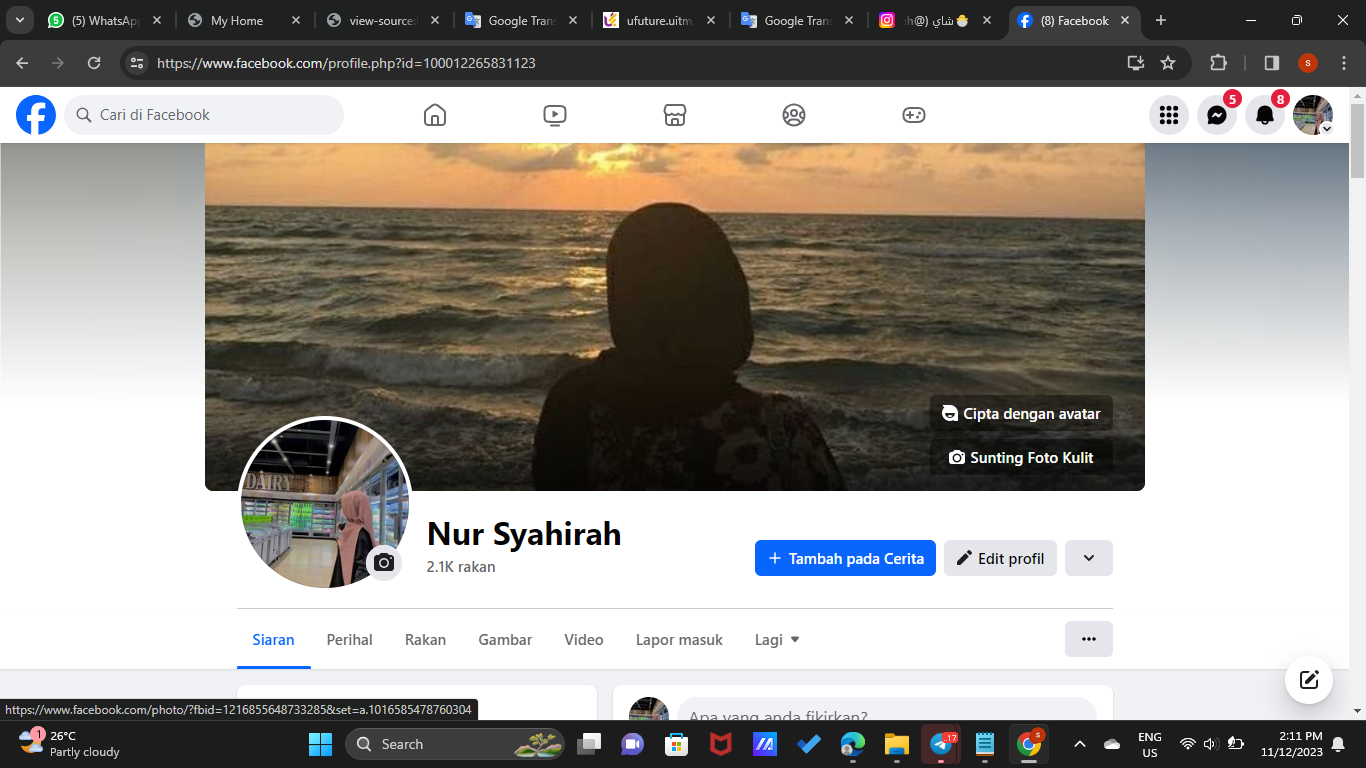 (5) WhatsAp
My Home
view-source:
Google Tran
ufuture.uitm.
Google Tran
شاي (@
(8) Facebook
https://www.facebook.com/profile.php?id=100012265831123
s
Cari di Facebook
5
8
DAIRY
Cipta dengan avatar
Sunting Foto Kulit
Nur Syahirah
2.1K rakan
+ Tambah pada Cerita
Edit profil
Siaran
Perihal
Rakan
Gambar
Video
Lapor masuk
Lagi
Apa yang anda fikirkan?
https://www.facebook.com/photo/?fbid=1216855648733285&set=a.1016585478760304
1
26°C
Partly cloudy
Search
..17
s
ENG
US
2:11 PM
11/12/2023